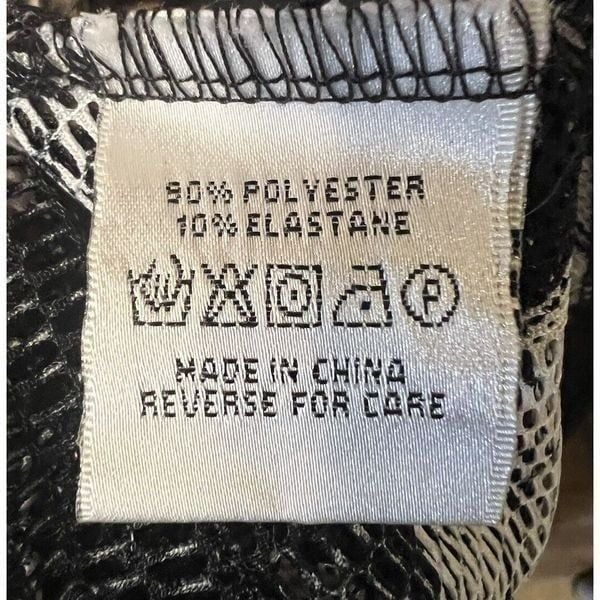 90% POLYESTER
10% ELASTANE
P
MADE IN CHINA
REVERSE FOR CARE